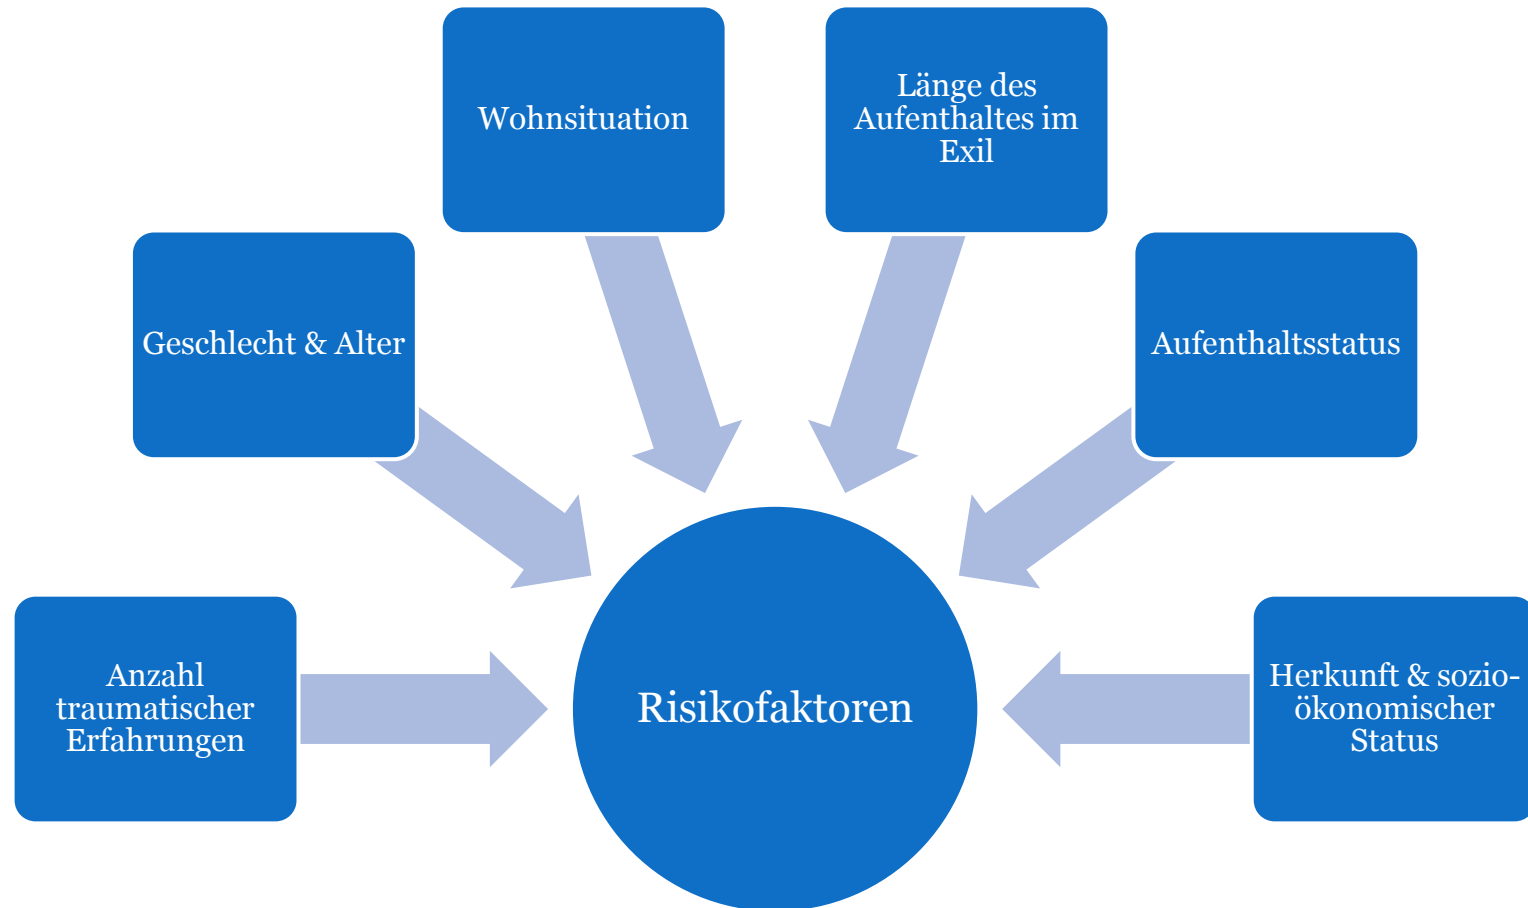 Wohnsituation
Länge des
Aufenthaltes im
Exil
Geschlecht & Alter
Aufenthaltsstatus
Anzahl
traumatischer
Erfahrungen
Risikofaktoren
Herkunft & sozio-
ökonomischer
Status